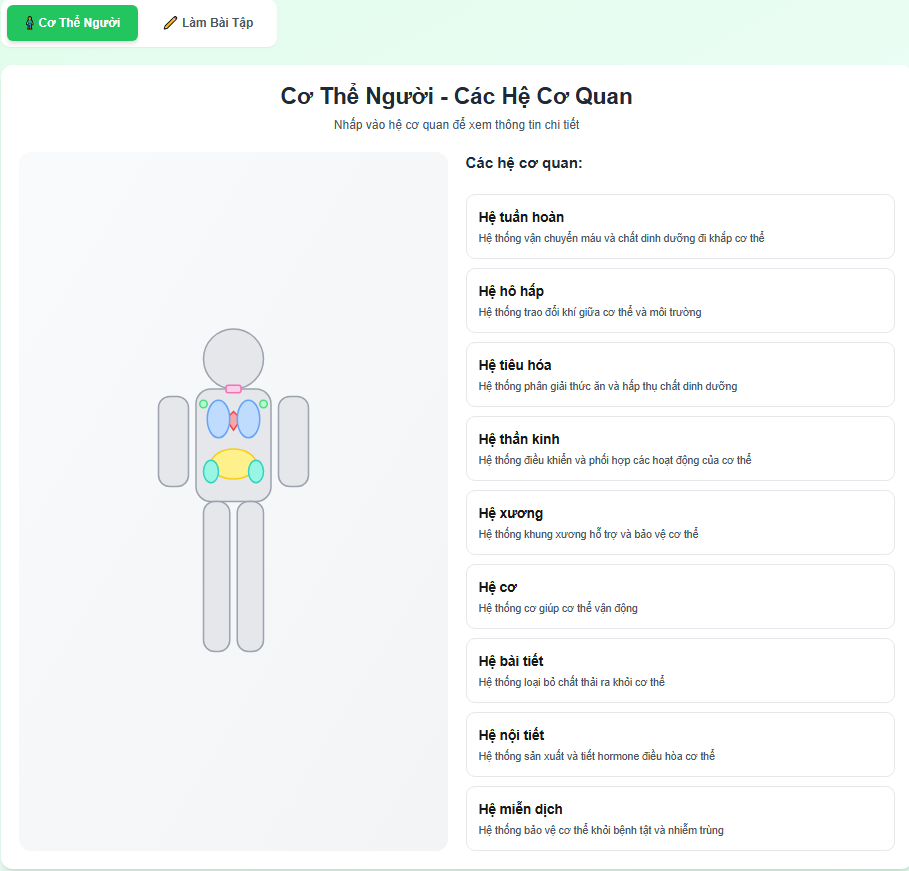 Cơ Thể Người
Làm Bài Tập
Cơ Thể Người - Các Hệ Cơ Quan
Nhấp vào hệ cơ quan để xem thông tin chi tiết
Các hệ cơ quan:
Hệ tuần hoàn
Hệ thống vận chuyển máu và chất dinh dưỡng đi khắp cơ thể
Hệ hô hấp
Hệ thống trao đổi khí giữa cơ thể và môi trường
Hệ tiêu hóa
Hệ thống phân giải thức ăn và hấp thụ chất dinh dưỡng
Hệ thần kinh
Hệ thống điều khiển và phối hợp các hoạt động của cơ thể
Hệ xương
Hệ thống khung xương hỗ trợ và bảo vệ cơ thể
Hệ cơ
Hệ thống cơ giúp cơ thể vận động
Hệ bài tiết
Hệ thống loại bỏ chất thải ra khỏi cơ thể
Hệ nội tiết
Hệ thống sản xuất và tiết hormone điều hòa cơ thể
Hệ miễn dịch
Hệ thống bảo vệ cơ thể khỏi bệnh tật và nhiễm trùng